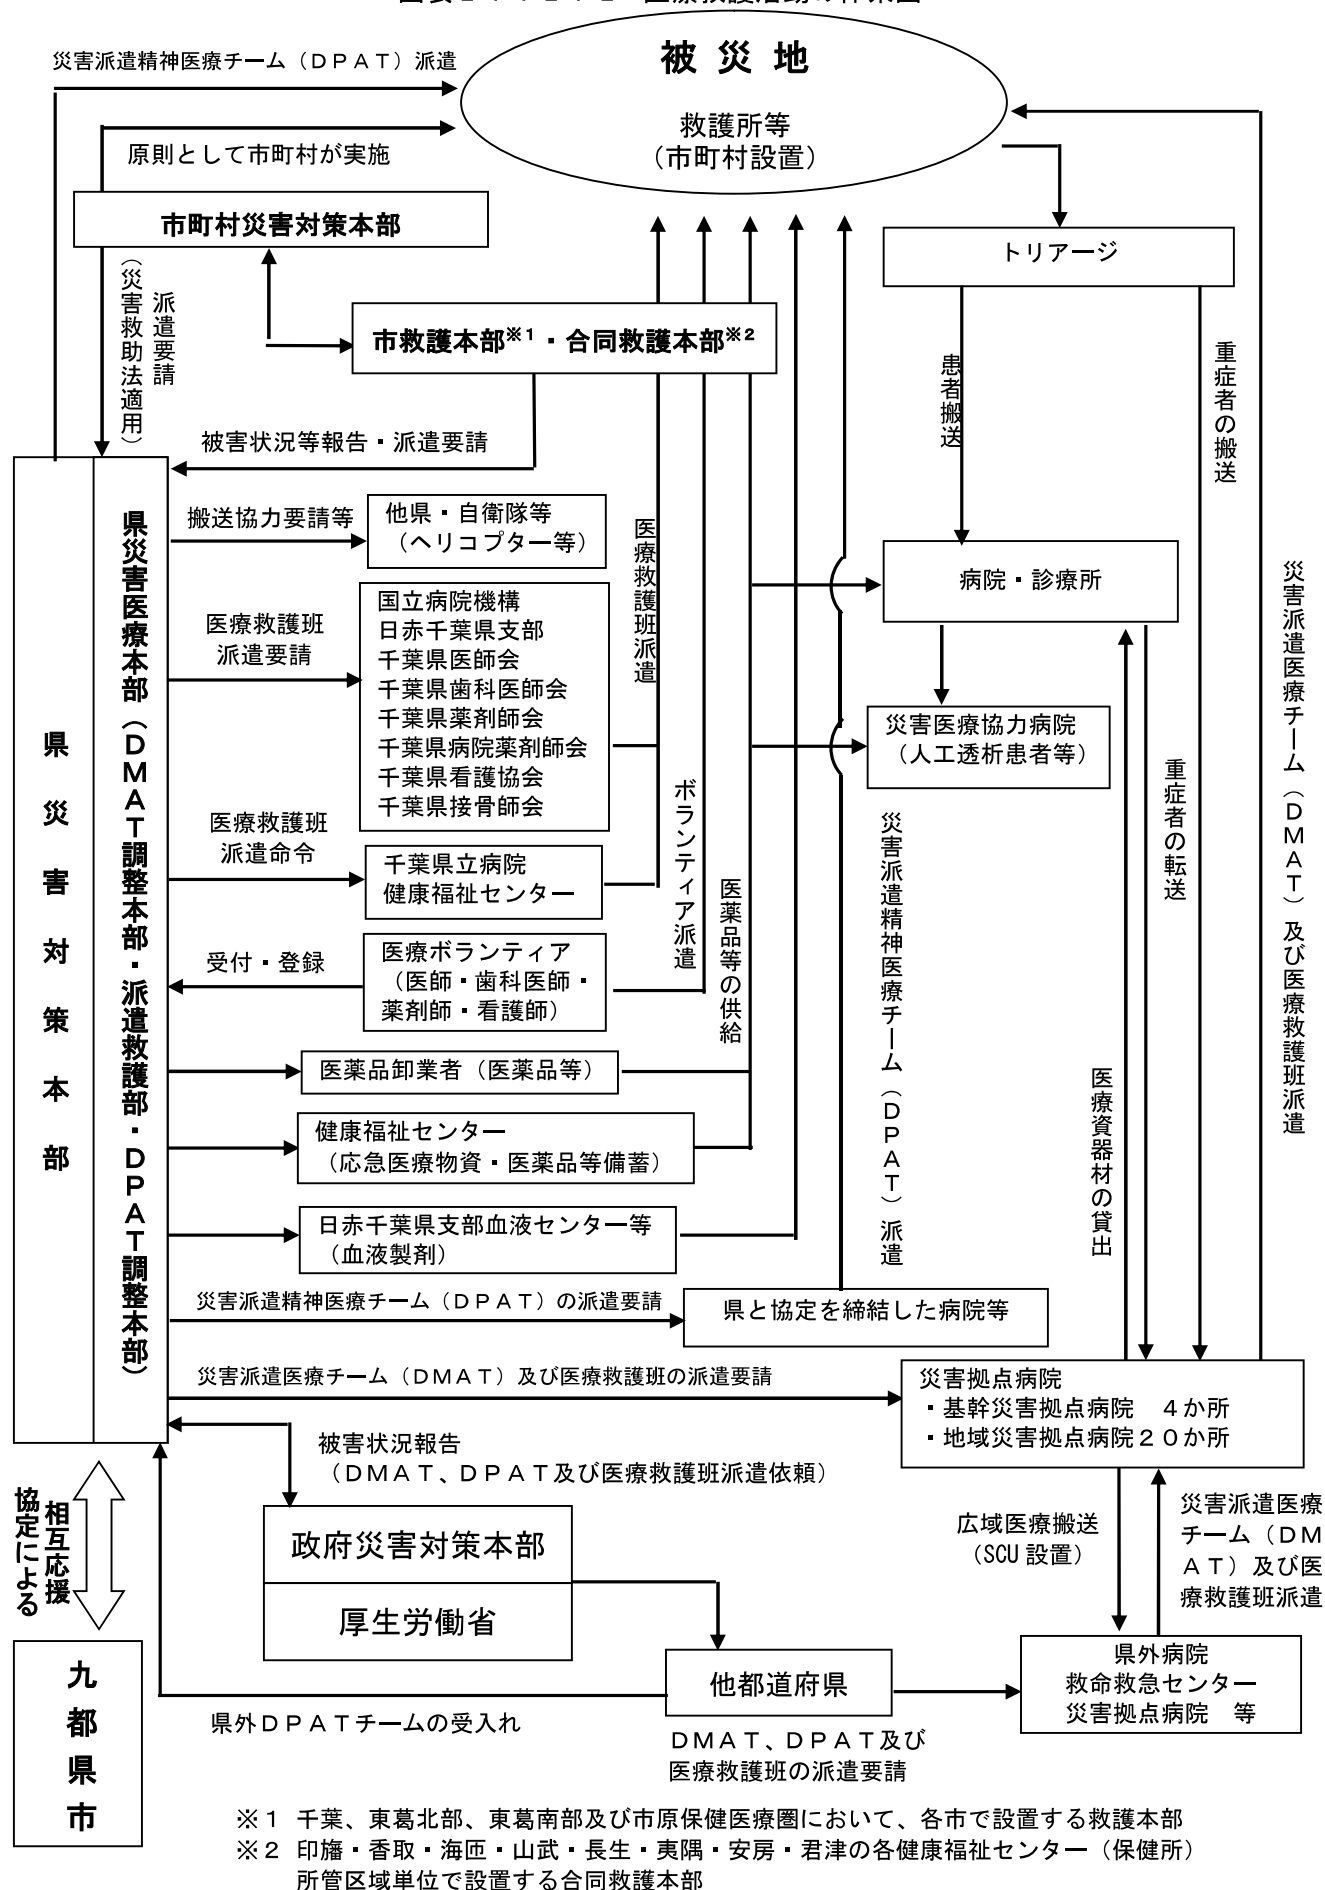 災害派遣精神医療チーム（ＤＰＡＴ）派遣
被 災 地
救護所等
（市町村設置）
原則として市町村が実施
市町村災害対策本部
トリアージ
派遣要請
（災害救助法適用）
市救護本部※1・合同救護本部※2
患者搬送
重症者の搬送
被害状況等報告・派遣要請
県 災 害 対 策 本 部
県災害医療本部（ＤＭＡＴ調整本部・派遣救護部・ＤＰＡＴ調整本部）
搬送協力要請等
他県・自衛隊等
（ヘリコプター等）
医療救護班派遣
病院・診療所
災害派遣医療チーム（ＤＭＡＴ）及び医療救護班派遣
医療救護班
派遣要請
国立病院機構
日赤千葉県支部
千葉県医師会
千葉県歯科医師会
千葉県薬剤師会
千葉県病院薬剤師会
千葉県看護協会
千葉県接骨師会
災害医療協力病院
（人工透析患者等）
ボランティア派遣
重症者の転送
医療救護班
派遣命令
千葉県立病院
健康福祉センター
医薬品等の供給
災害派遣精神医療チーム（ＤＰＡＴ）派遣
受付・登録
医療ボランティア
（医師・歯科医師・
薬剤師・看護師）
医薬品卸業者（医薬品等）
医療資器材の貸出
健康福祉センター
（応急医療物資・医薬品等備蓄）
日赤千葉県支部血液センター等
（血液製剤）
災害派遣精神医療チーム（ＤＰＡＴ）の派遣要請
県と協定を締結した病院等
災害派遣医療チーム（ＤＭＡＴ）及び医療救護班の派遣要請
災害拠点病院
・基幹災害拠点病院　４か所
・地域災害拠点病院２０か所
被害状況報告
（ＤＭＡＴ、ＤＰＡＴ及び医療救護班派遣依頼）
相互応援
協定による
政府災害対策本部
厚生労働省
広域医療搬送
（SCU 設置）
災害派遣医療
チーム（ＤＭ
ＡＴ）及び医
療救護班派遣
九都県市
他都道府県
県外病院
救命救急センター
災害拠点病院　等
県外ＤＰＡＴチームの受入れ
ＤＭＡＴ、ＤＰＡＴ及び
医療救護班の派遣要請
※１ 千葉、東葛北部、東葛南部及び市原保健医療圏において、各市で設置する救護本部
※２ 印旛・香取・海匝・山武・長生・夷隅・安房・君津の各健康福祉センター（保健所）
所管区域単位で設置する合同救護本部